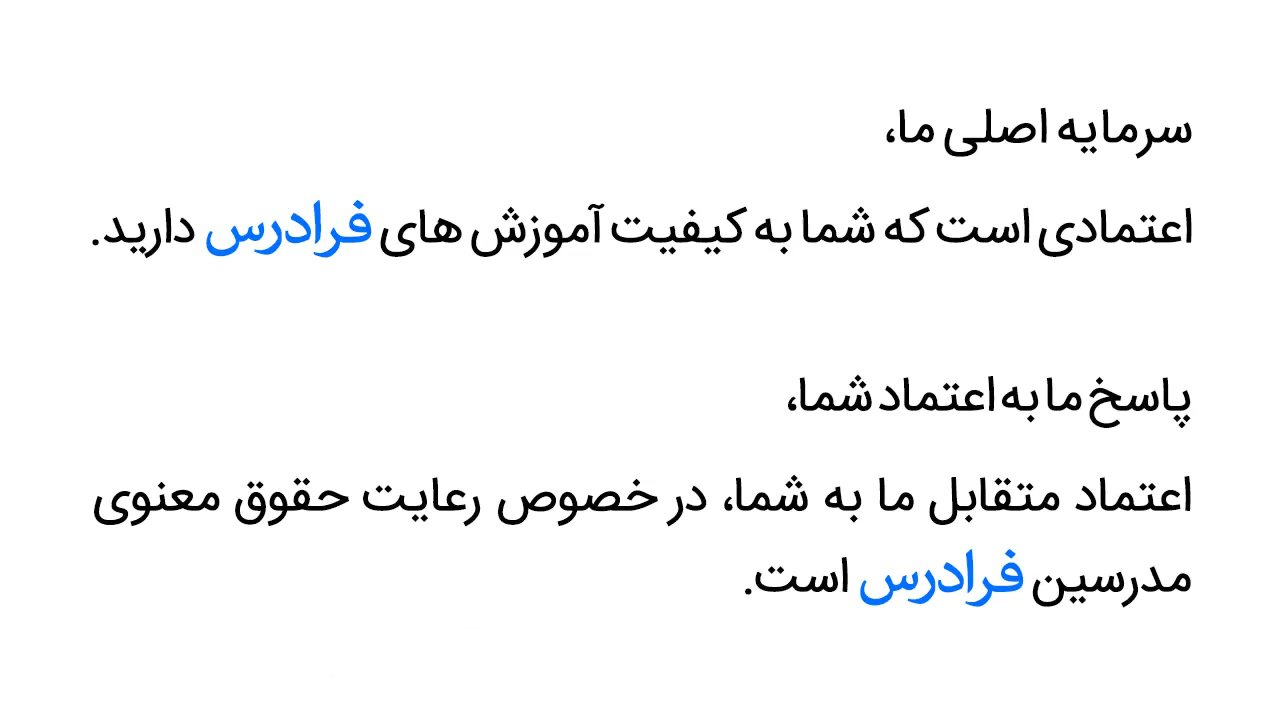 سرمایه اصلی ما،
اعتمادی است که شما به کیفیت آموزش های فرادرس دارید.
پاسخ ما به اعتماد شما،
اعتماد متقابل ما به شما، در خصوص رعایت حقوق معنوی
مدرسین فرادرس است.